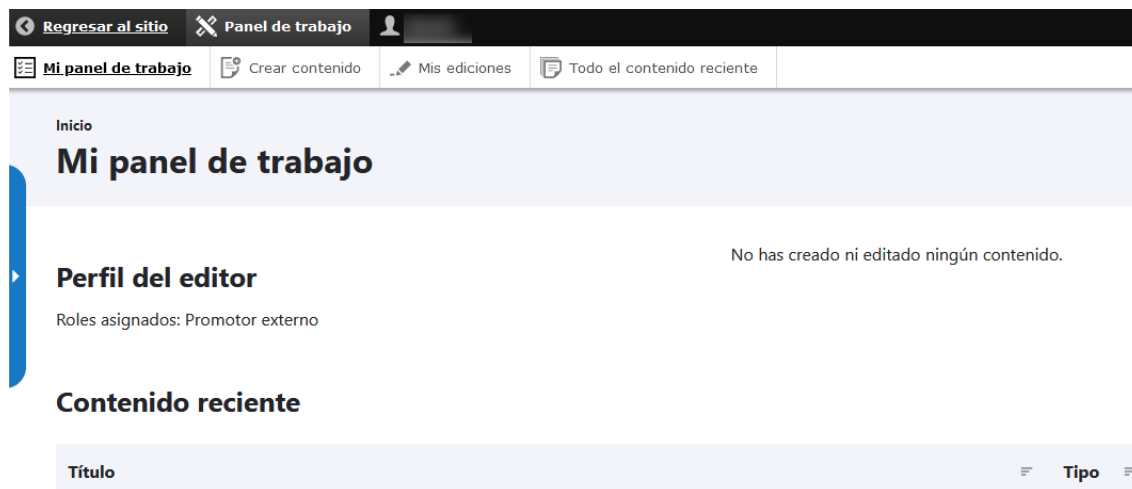 Regresar al sitio Panel de trabajo
Mi panel de trabajo Crear contenido Mis ediciones Todo el contenido reciente
Inicio
Mi panel de trabajo
No has creado ni editado ningún contenido.
Perfil del editor
Roles asignados: Promotor externo
Contenido reciente
Título Tipo